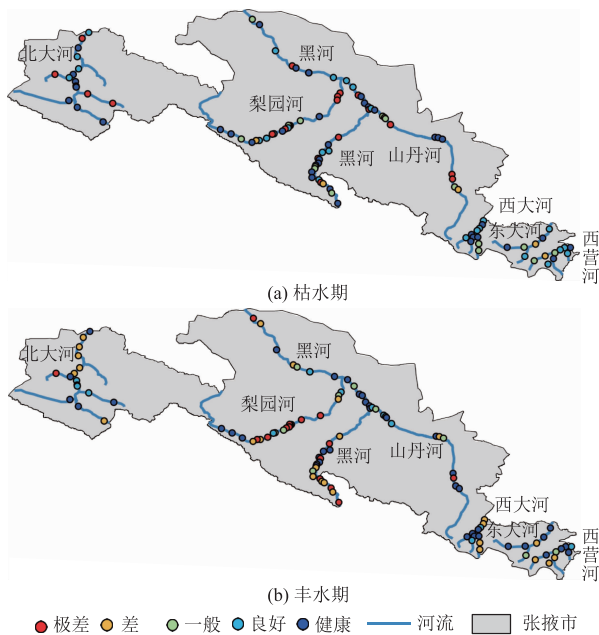 北大河
黑河
梨园河
黑河
山丹河
西大河
东大河
西营河
(a) 枯水期
北大河
黑河
梨园河
黑河
山丹河
西大河
东大河
西营河
(b) 丰水期
极差 差 一般 良好 健康 河流 张掖市